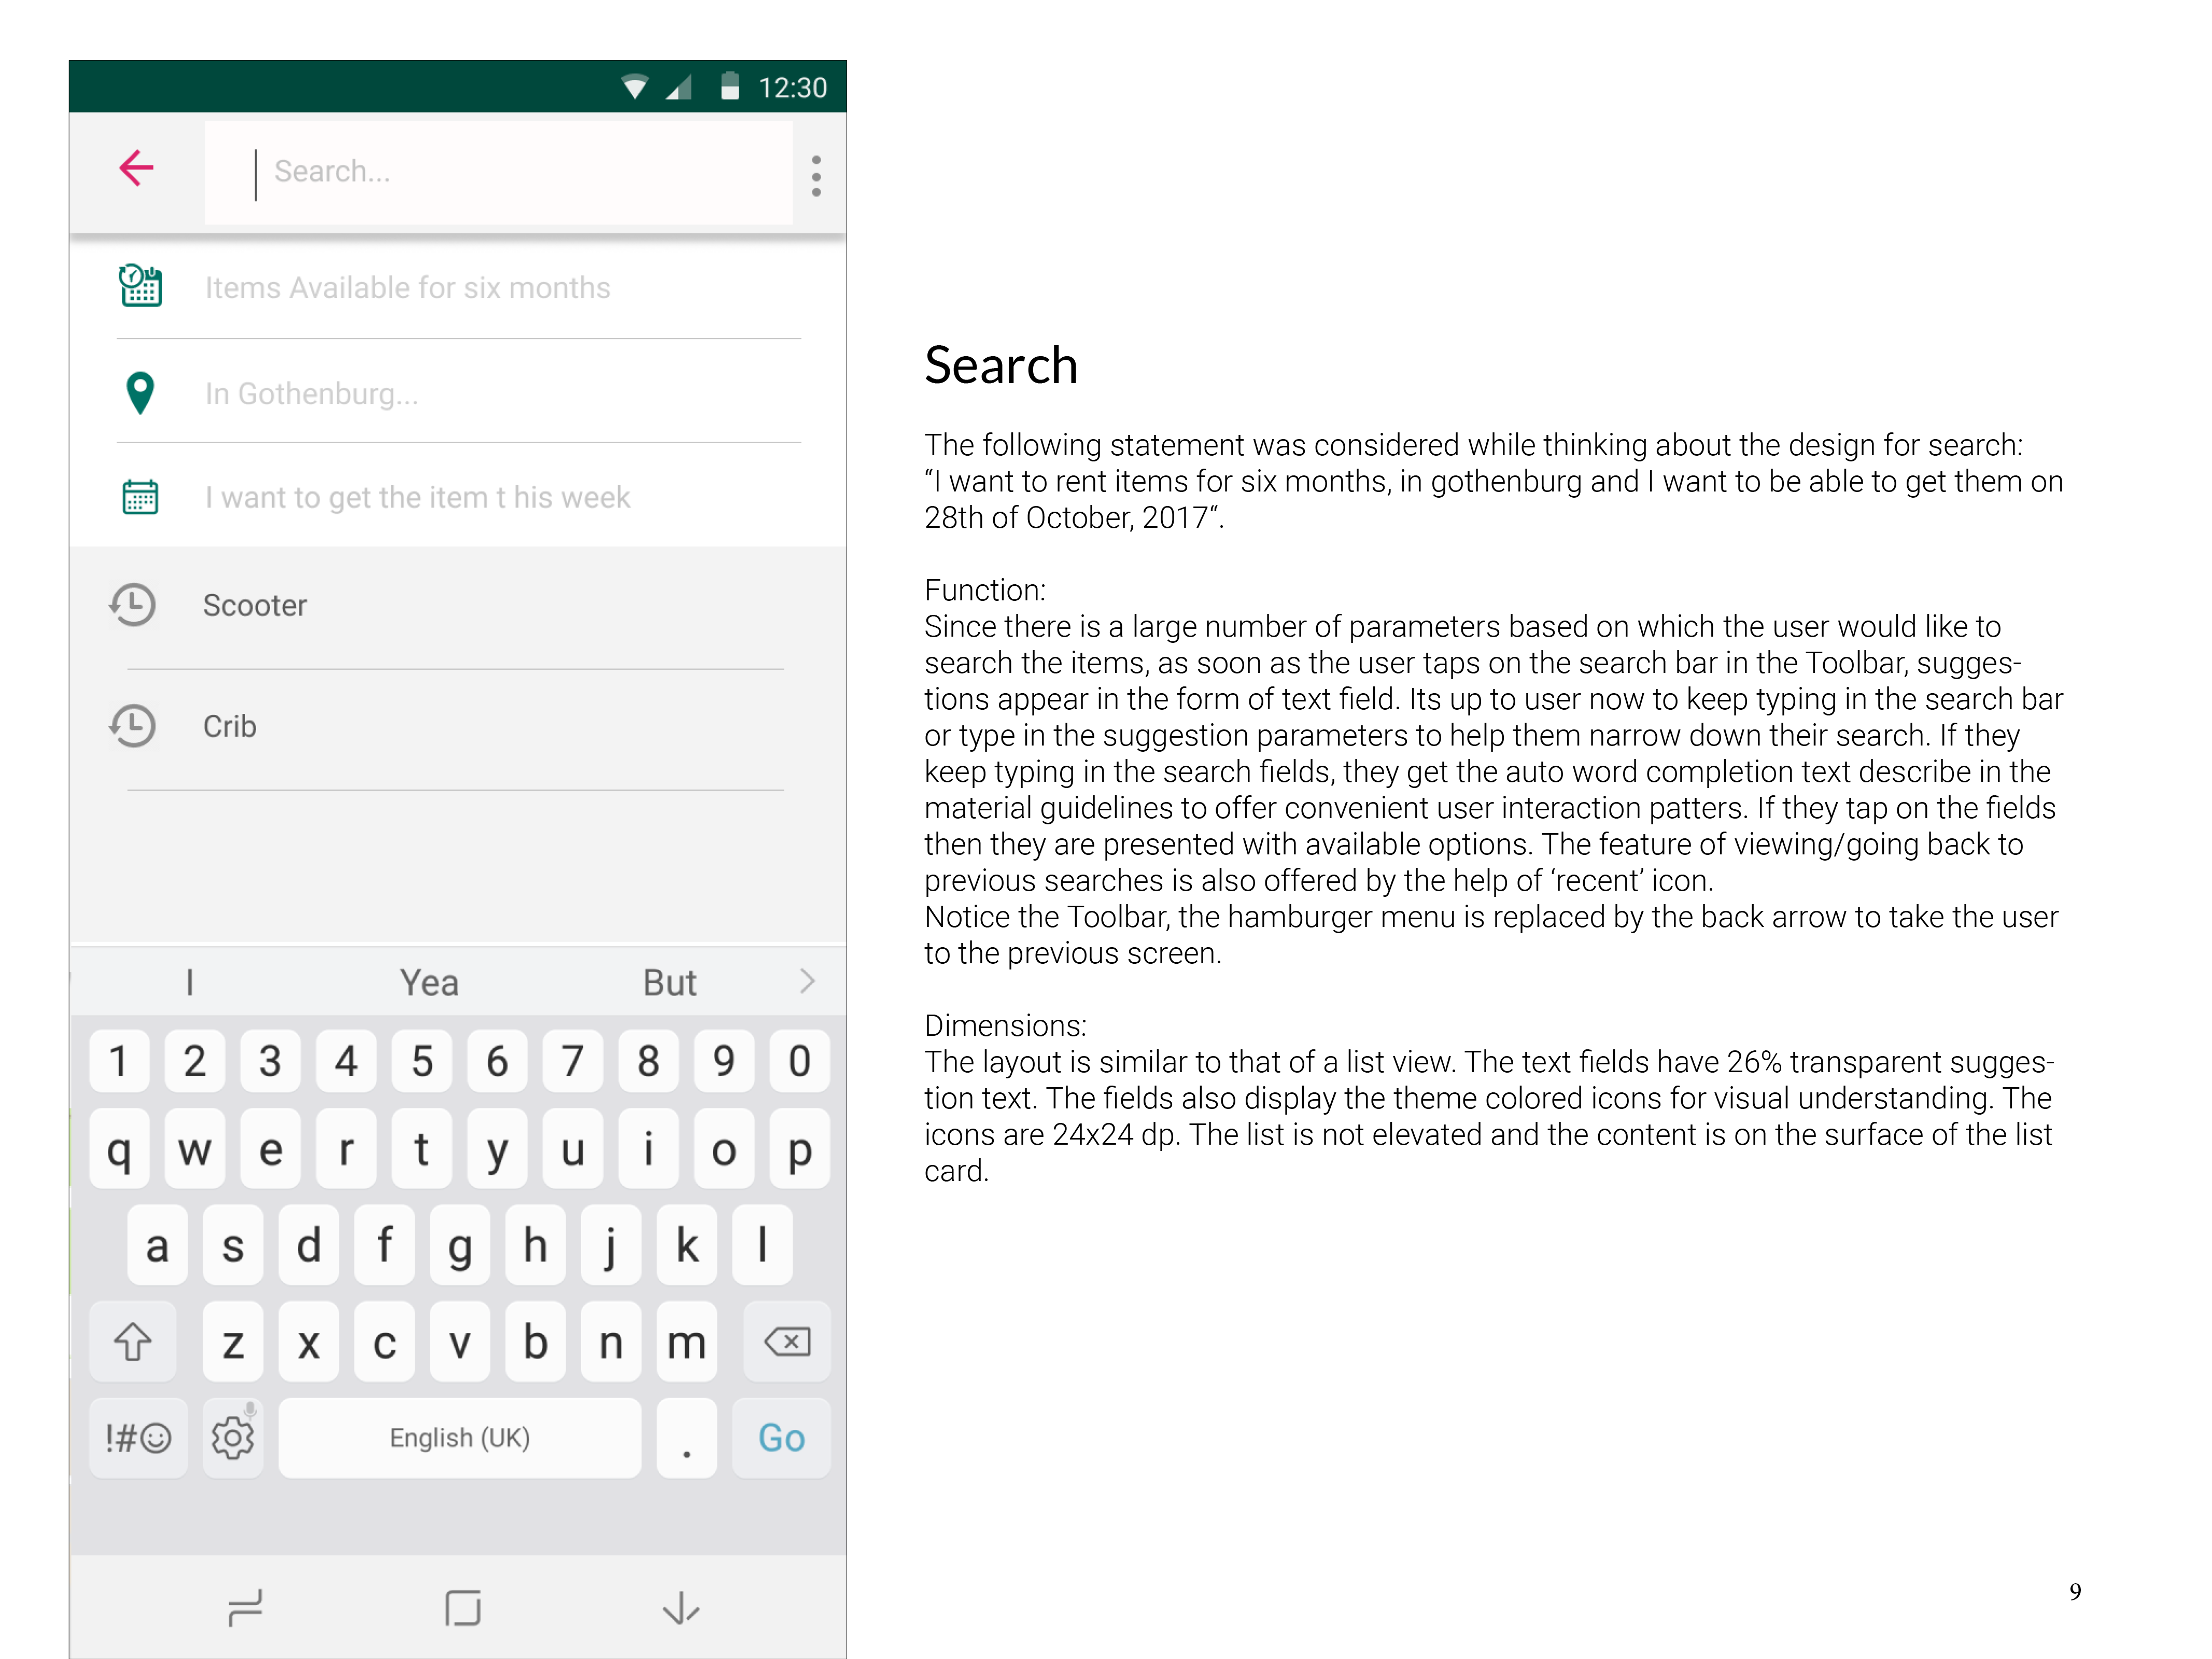 12:30
Search...
Items Available for six months
In Gothenburg...
I want to get the item t his week
Scooter
Crib
I Yea But
1 2 3 4 5 6 7 8 9 0
q w e r t y u i o p
a s d f g h j k l
z x c v b n m
!#☺ English (UK) . Go
Search
The following statement was considered while thinking about the design for search:
“I want to rent items for six months, in gothenburg and I want to be able to get them on
28th of October, 2017“.
Function:
Since there is a large number of parameters based on which the user would like to
search the items, as soon as the user taps on the search bar in the Toolbar, sugges-
tions appear in the form of text field. Its up to user now to keep typing in the search bar
or type in the suggestion parameters to help them narrow down their search. If they
keep typing in the search fields, they get the auto word completion text describe in the
material guidelines to offer convenient user interaction patters. If they tap on the fields
then they are presented with available options. The feature of viewing/going back to
previous searches is also offered by the help of ‘recent’ icon.
Notice the Toolbar, the hamburger menu is replaced by the back arrow to take the user
to the previous screen.
Dimensions:
The layout is similar to that of a list view. The text fields have 26% transparent sugges-
tion text. The fields also display the theme colored icons for visual understanding. The
icons are 24x24 dp. The list is not elevated and the content is on the surface of the list
card.
9